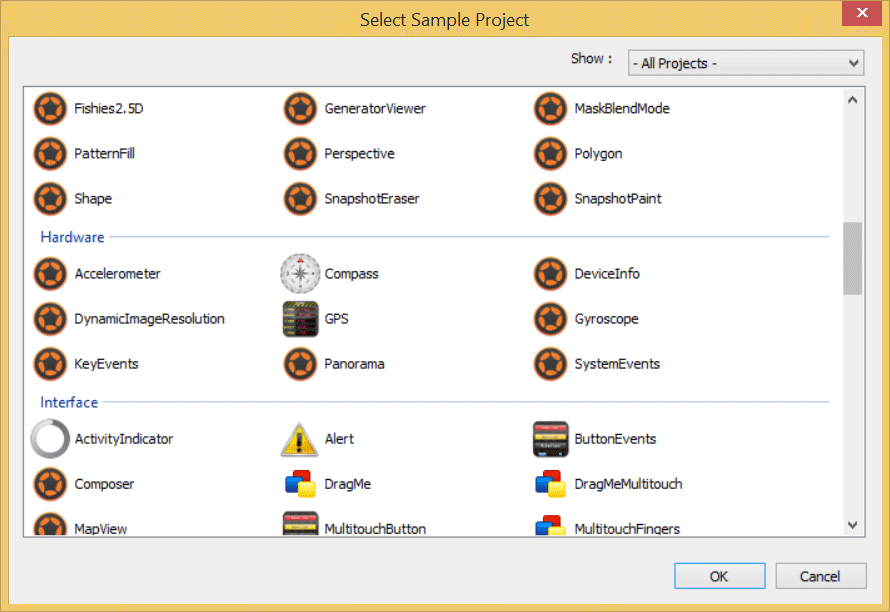 Select Sample Project
Show :
- All Projects -
Fishies2.5D GeneratorViewer MaskBlendMode
PatternFill Perspective Polygon
Shape SnapshotEraser SnapshotPaint
Hardware
Accelerometer Compass DeviceInfo
DynamicImageResolution GPS Gyroscope
KeyEvents Panorama SystemEvents
Interface
ActivityIndicator Alert ButtonEvents
Composer DragMe DragMeMultitouch
MapView MultitouchButton MultitouchFingers
OK Cancel